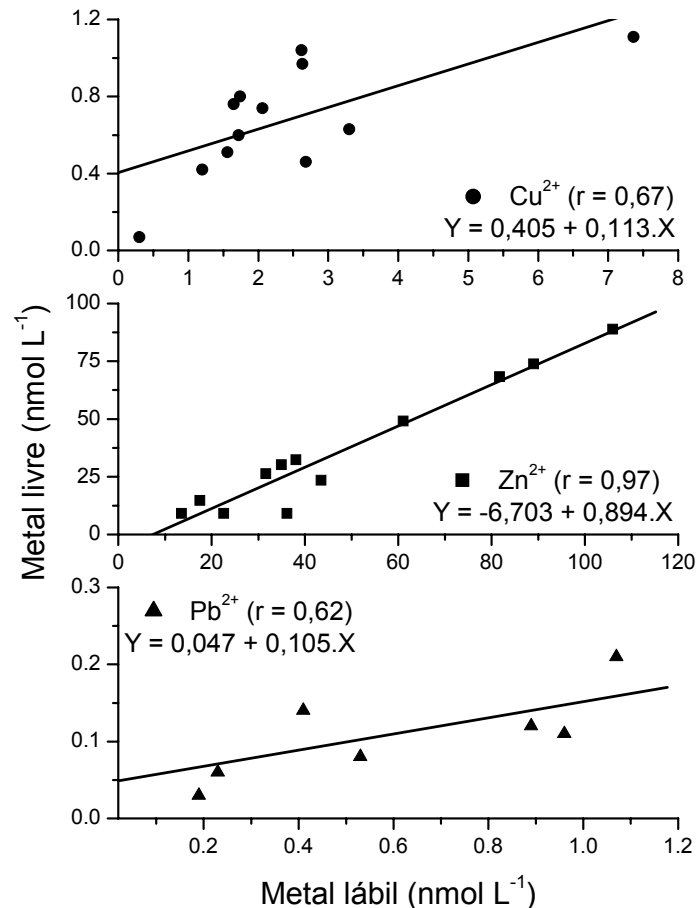 1.2
0.8
0.4
0.0
Cu²⁺ (r = 0,67)
Y = 0,405 + 0,113.X
0 1 2 3 4 5 6 7 8
Metal livre (nmol L⁻¹)
100
75
50
25
0
Zn²⁺ (r = 0,97)
Y = -6,703 + 0,894.X
0 20 40 60 80 100 120
0.3
0.2
0.1
0.0
Pb²⁺ (r = 0,62)
Y = 0,047 + 0,105.X
0.2 0.4 0.6 0.8 1.0 1.2
Metal lábil (nmol L⁻¹)